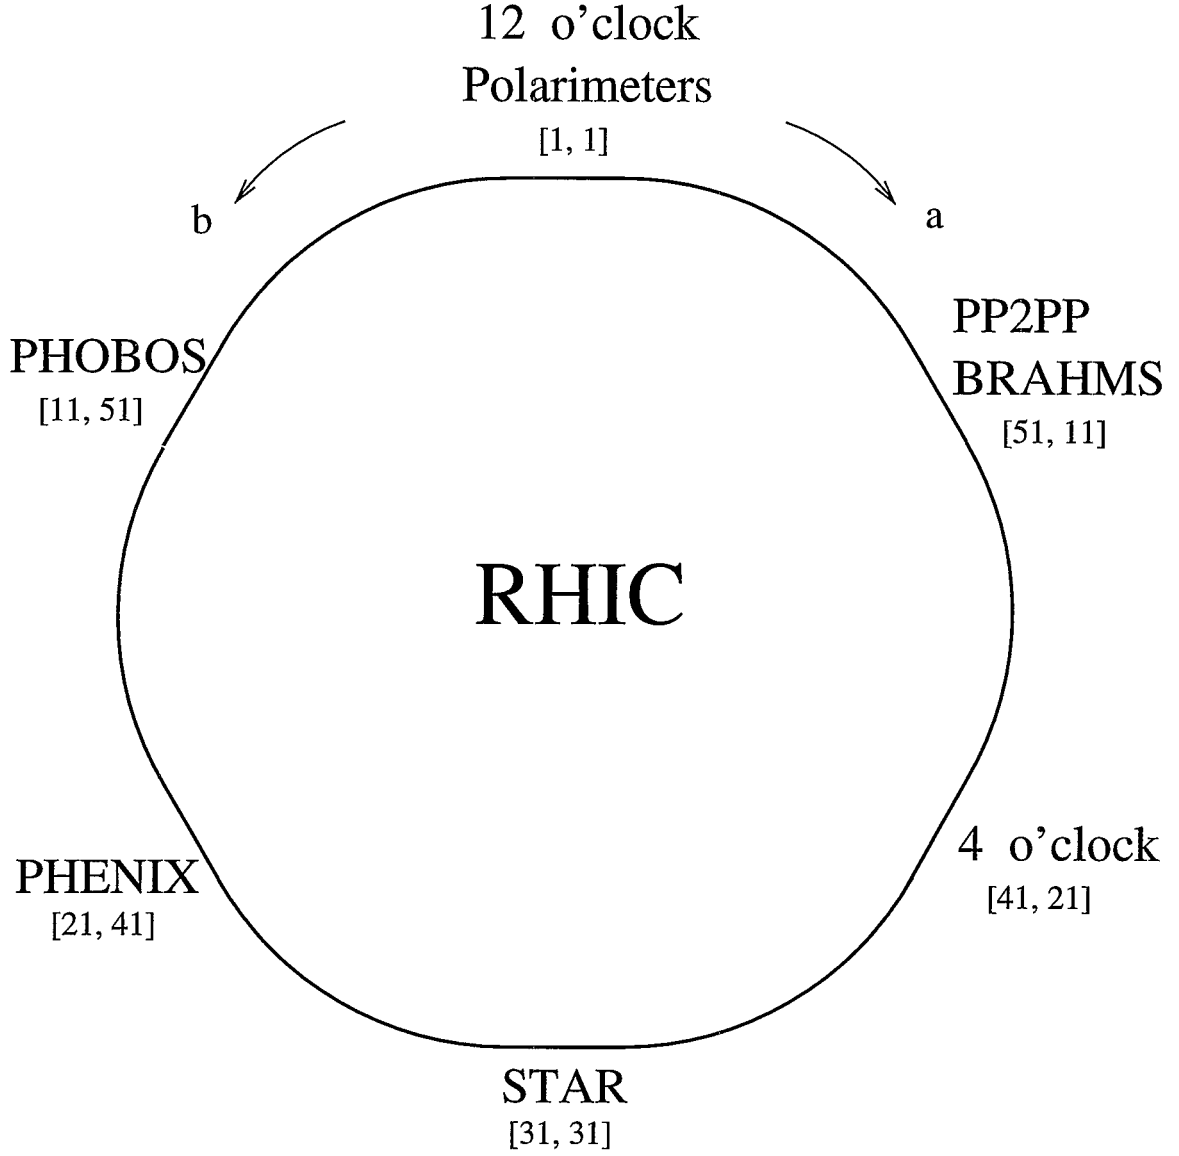 12 o’clock
Polarimeters
[1, 1]
b
a
PP2PP
PHOBOS
BRAHMS
[11, 51]
[51, 11]
RHIC
4 o’clock
PHENIX
[41, 21]
[21, 41]
STAR
[31, 31]